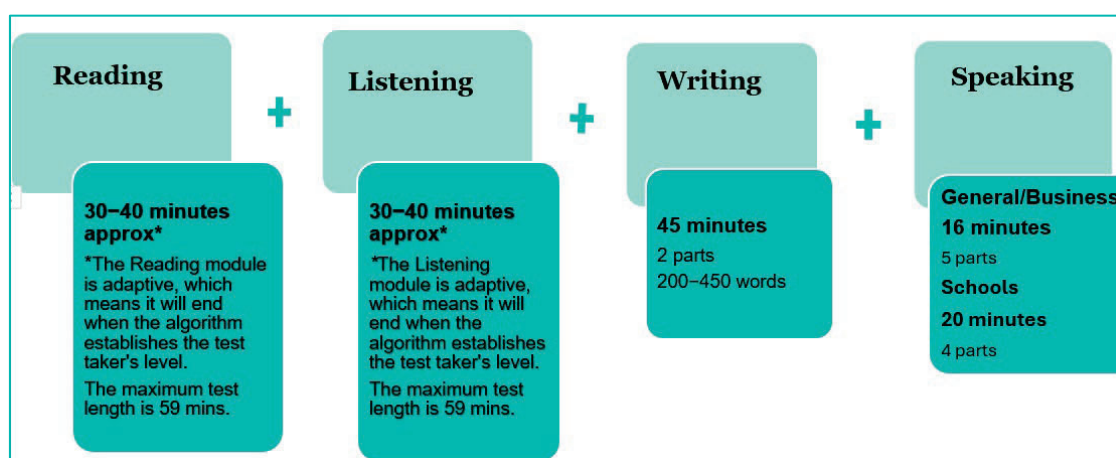 Reading
30–40 minutes
approx*
*The Reading module
is adaptive, which
means it will end
when the algorithm
establishes the test
taker's level.
The maximum test
length is 59 mins.
+
Listening
30–40 minutes
approx*
*The Listening
module is adaptive,
which means it will
end when the
algorithm establishes
the test taker's level.
The maximum test
length is 59 mins.
+
Writing
45 minutes
2 parts
200–450 words
+
Speaking
General/Business
16 minutes
5 parts
Schools
20 minutes
4 parts